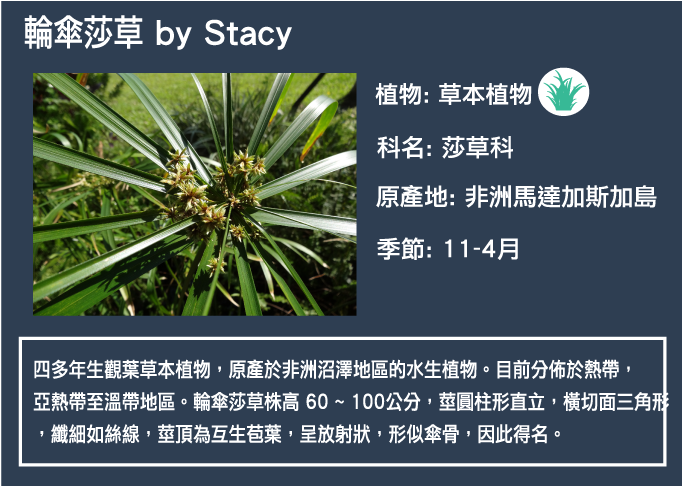 輪傘莎草 by Stacy
植物: 草本植物
科名: 莎草科
原產地: 非洲馬達加斯加島
季節: 11-4月
四多年生觀葉草本植物，原產於非洲沼澤地區的水生植物。目前分佈於熱帶，
亞熱帶至溫帶地區。輪傘莎草株高 60 ~ 100公分，莖圓柱形直立，橫切面三角形
，纖細如絲線，莖頂為互生苞葉，呈放射狀，形似傘骨，因此得名。